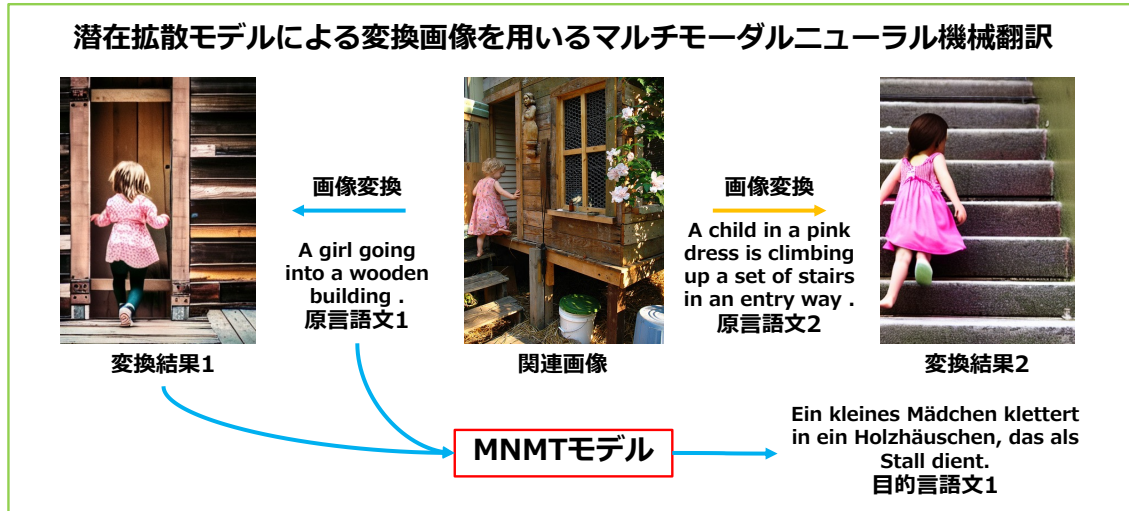 潜在拡散モデルによる変換画像を用いるマルチモーダルニューラル機械翻訳
画像変換
A girl going
into a wooden
building .
原言語文1
画像変換
A child in a pink
dress is climbing
up a set of stairs
in an entry way .
原言語文2
変換結果1
関連画像
変換結果2
MNMTモデル
Ein kleines Mädchen klettert
in ein Holzhäuschen, das als
Stall dient.
目的言語文1